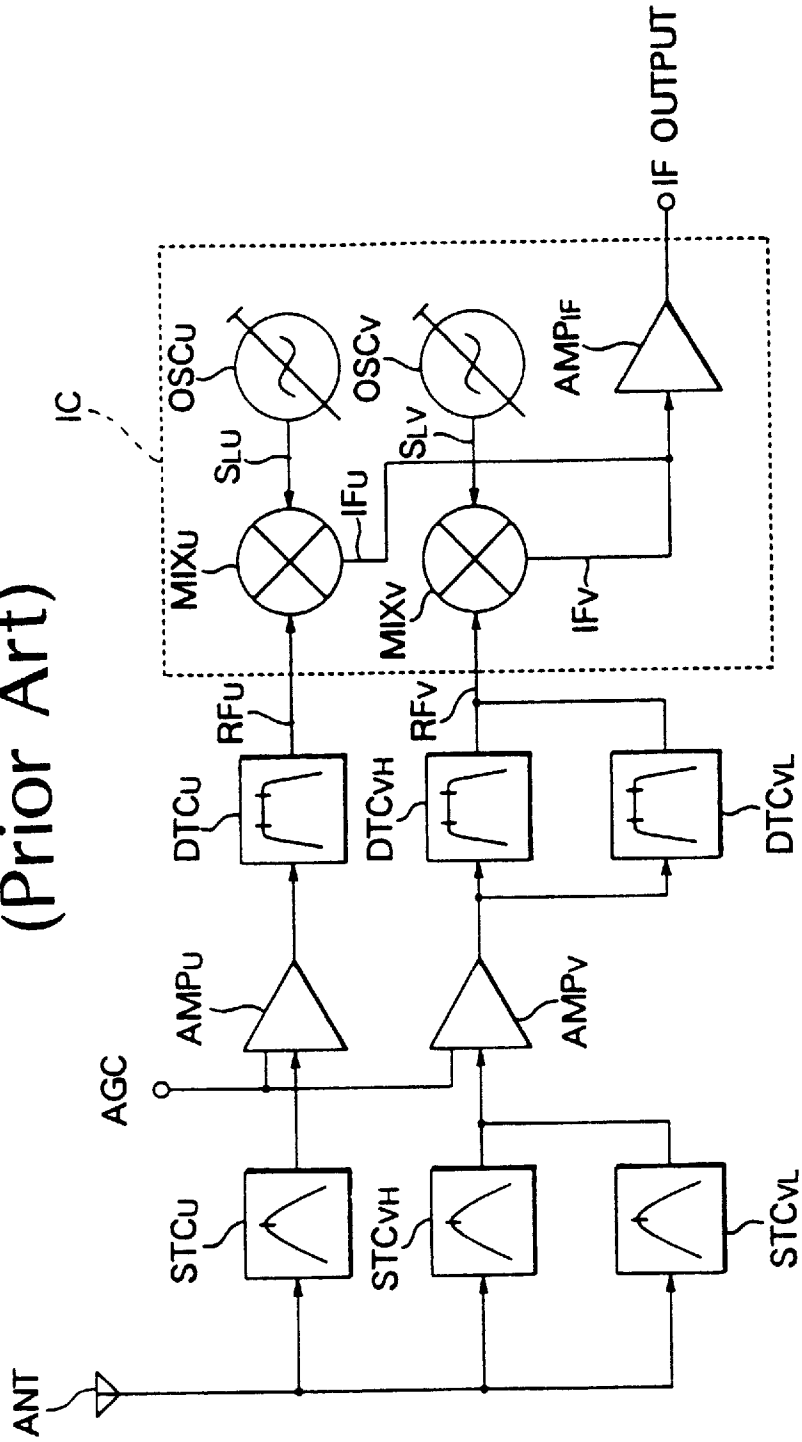 (Prior Art)
IC
ANT
AGC
STCU
AMPU
DTCU
RFU
MIXU
SLU
OSCU
IFU
STCVH
AMPV
DTCVH
RFV
MIXV
SLV
OSCV
IFV
AMPIF
IF OUTPUT
STCVL
DTCVL